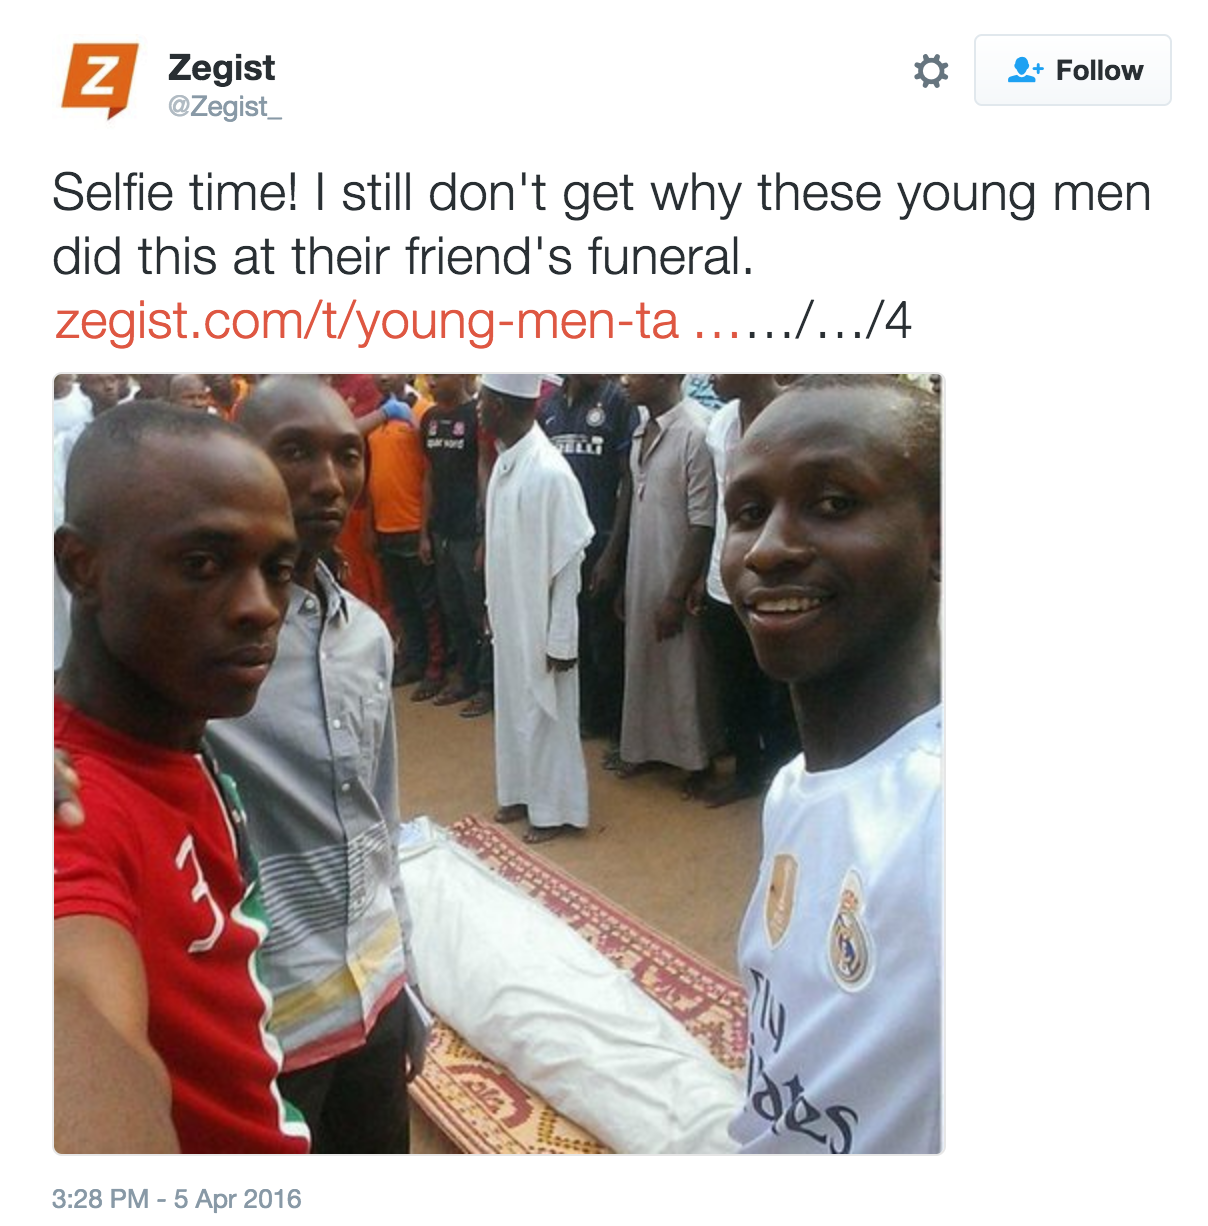 Z
Zegist
@Zegist_
Follow
Selfie time! I still don't get why these young men
did this at their friend's funeral.
zegist.com/t/young-men-ta ....../.../4
3
Fly
3:28 PM - 5 Apr 2016